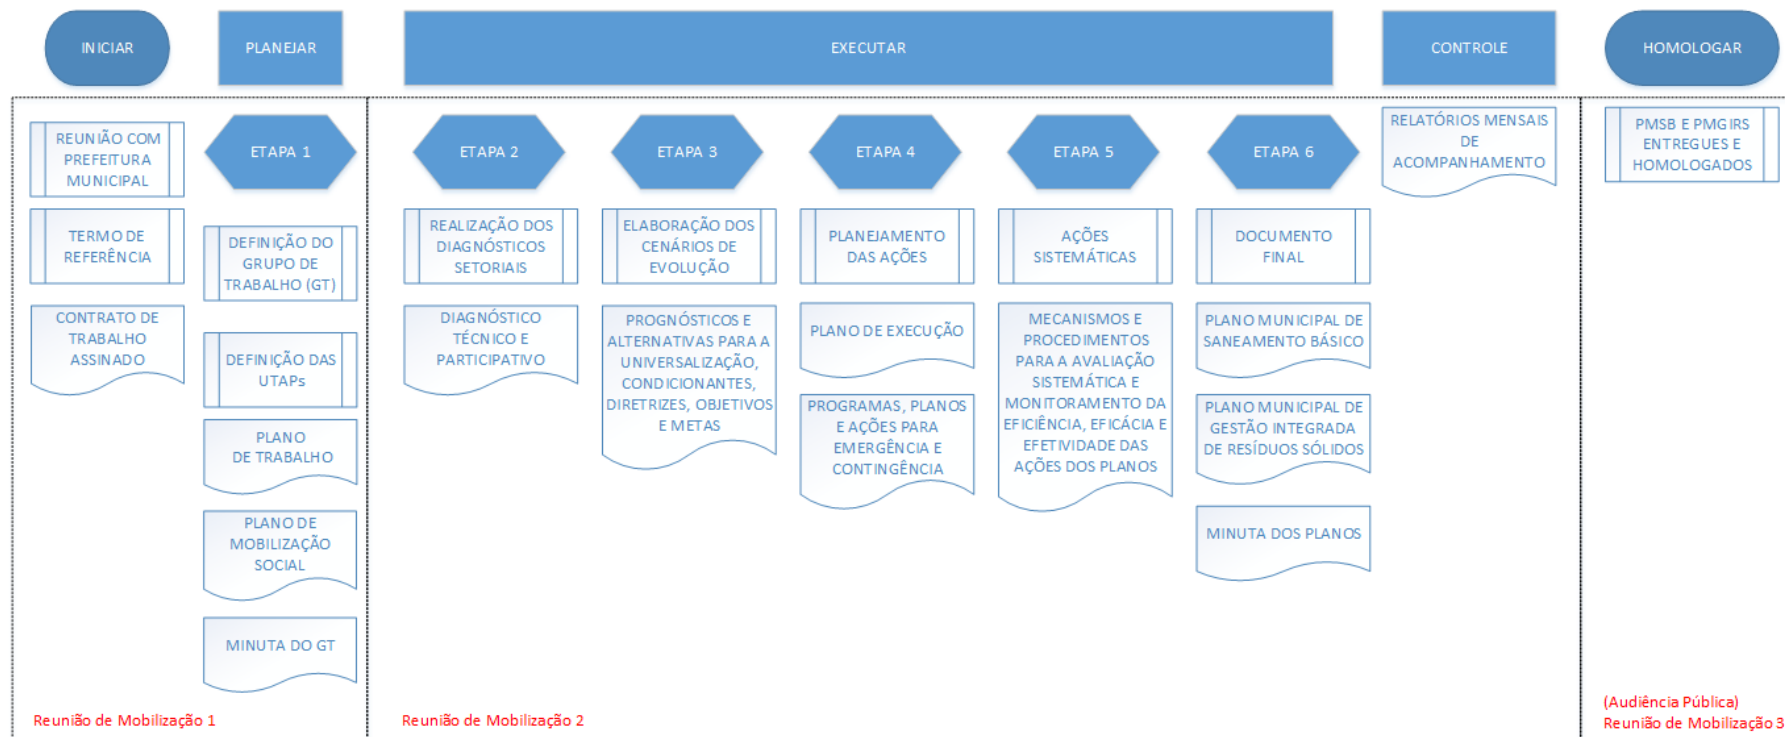 INICIAR
PLANEJAR
EXECUTAR
CONTROLE
HOMOLOGAR
REUNIÃO COM
PREFEITURA
MUNICIPAL
TERMO DE
REFERÊNCIA
CONTRATO DE
TRABALHO
ASSINADO
ETAPA 1
DEFINIÇÃO DO
GRUPO DE
TRABALHO (GT)
DEFINIÇÃO DAS
UTAPs
PLANO
DE TRABALHO
PLANO DE
MOBILIZAÇÃO
SOCIAL
MINUTA DO GT
Reunião de Mobilização 1
ETAPA 2
REALIZAÇÃO DOS
DIAGNÓSTICOS
SETORIAIS
DIAGNÓSTICO
TÉCNICO E
PARTICIPATIVO
ETAPA 3
ELABORAÇÃO DOS
CENÁRIOS DE
EVOLUÇÃO
PROGNÓSTICOS E
ALTERNATIVAS PARA A
UNIVERSALIZAÇÃO,
CONDICIONANTES,
DIRETRIZES, OBJETIVOS
E METAS
ETAPA 4
PLANEJAMENTO
DAS AÇÕES
PLANO DE EXECUÇÃO
PROGRAMAS, PLANOS
E AÇÕES PARA
EMERGÊNCIA E
CONTINGÊNCIA
ETAPA 5
AÇÕES
SISTEMÁTICAS
MECANISMOS E
PROCEDIMENTOS
PARA A AVALIAÇÃO
SISTEMÁTICA E
MONITORAMENTO DA
EFICIÊNCIA, EFICÁCIA E
EFETIVIDADE DAS
AÇÕES DOS PLANOS
ETAPA 6
DOCUMENTO
FINAL
PLANO MUNICIPAL DE
SANEAMENTO BÁSICO
PLANO MUNICIPAL DE
GESTÃO INTEGRADA
DE RESÍDUOS SÓLIDOS
MINUTA DOS PLANOS
RELATÓRIOS MENSAIS
DE
ACOMPANHAMENTO
Reunião de Mobilização 2
PMSB E PMGIRS
ENTREGUES E
HOMOLOGADOS
(Audiência Pública)
Reunião de Mobilização 3